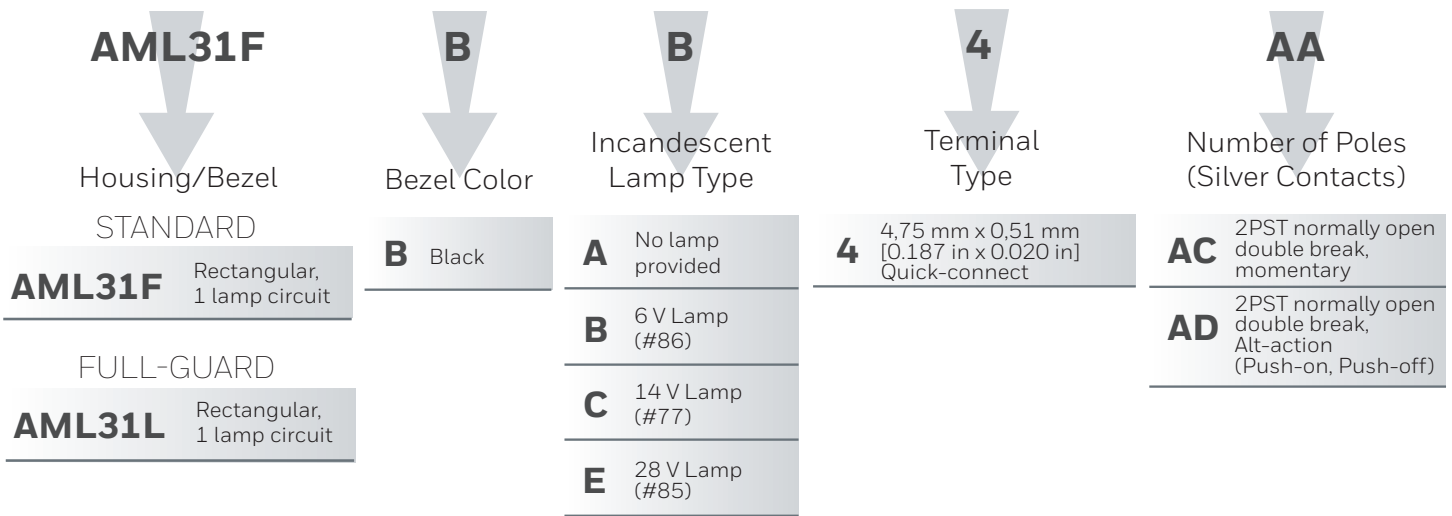 AML31F B B 4 AA
Housing/Bezel
STANDARD
AML31F Rectangular,
1 lamp circuit
FULL-GUARD
AML31L Rectangular,
1 lamp circuit
Bezel Color
B Black
Incandescent
Lamp Type
A No lamp
provided
B 6 V Lamp
(#86)
C 14 V Lamp
(#77)
E 28 V Lamp
(#85)
Terminal
Type
4 4,75 mm x 0,51 mm
[0.187 in x 0.020 in]
Quick-connect
Number of Poles
(Silver Contacts)
AC 2PST normally open
double break,
momentary
AD 2PST normally open
double break,
Alt-action
(Push-on, Push-off)